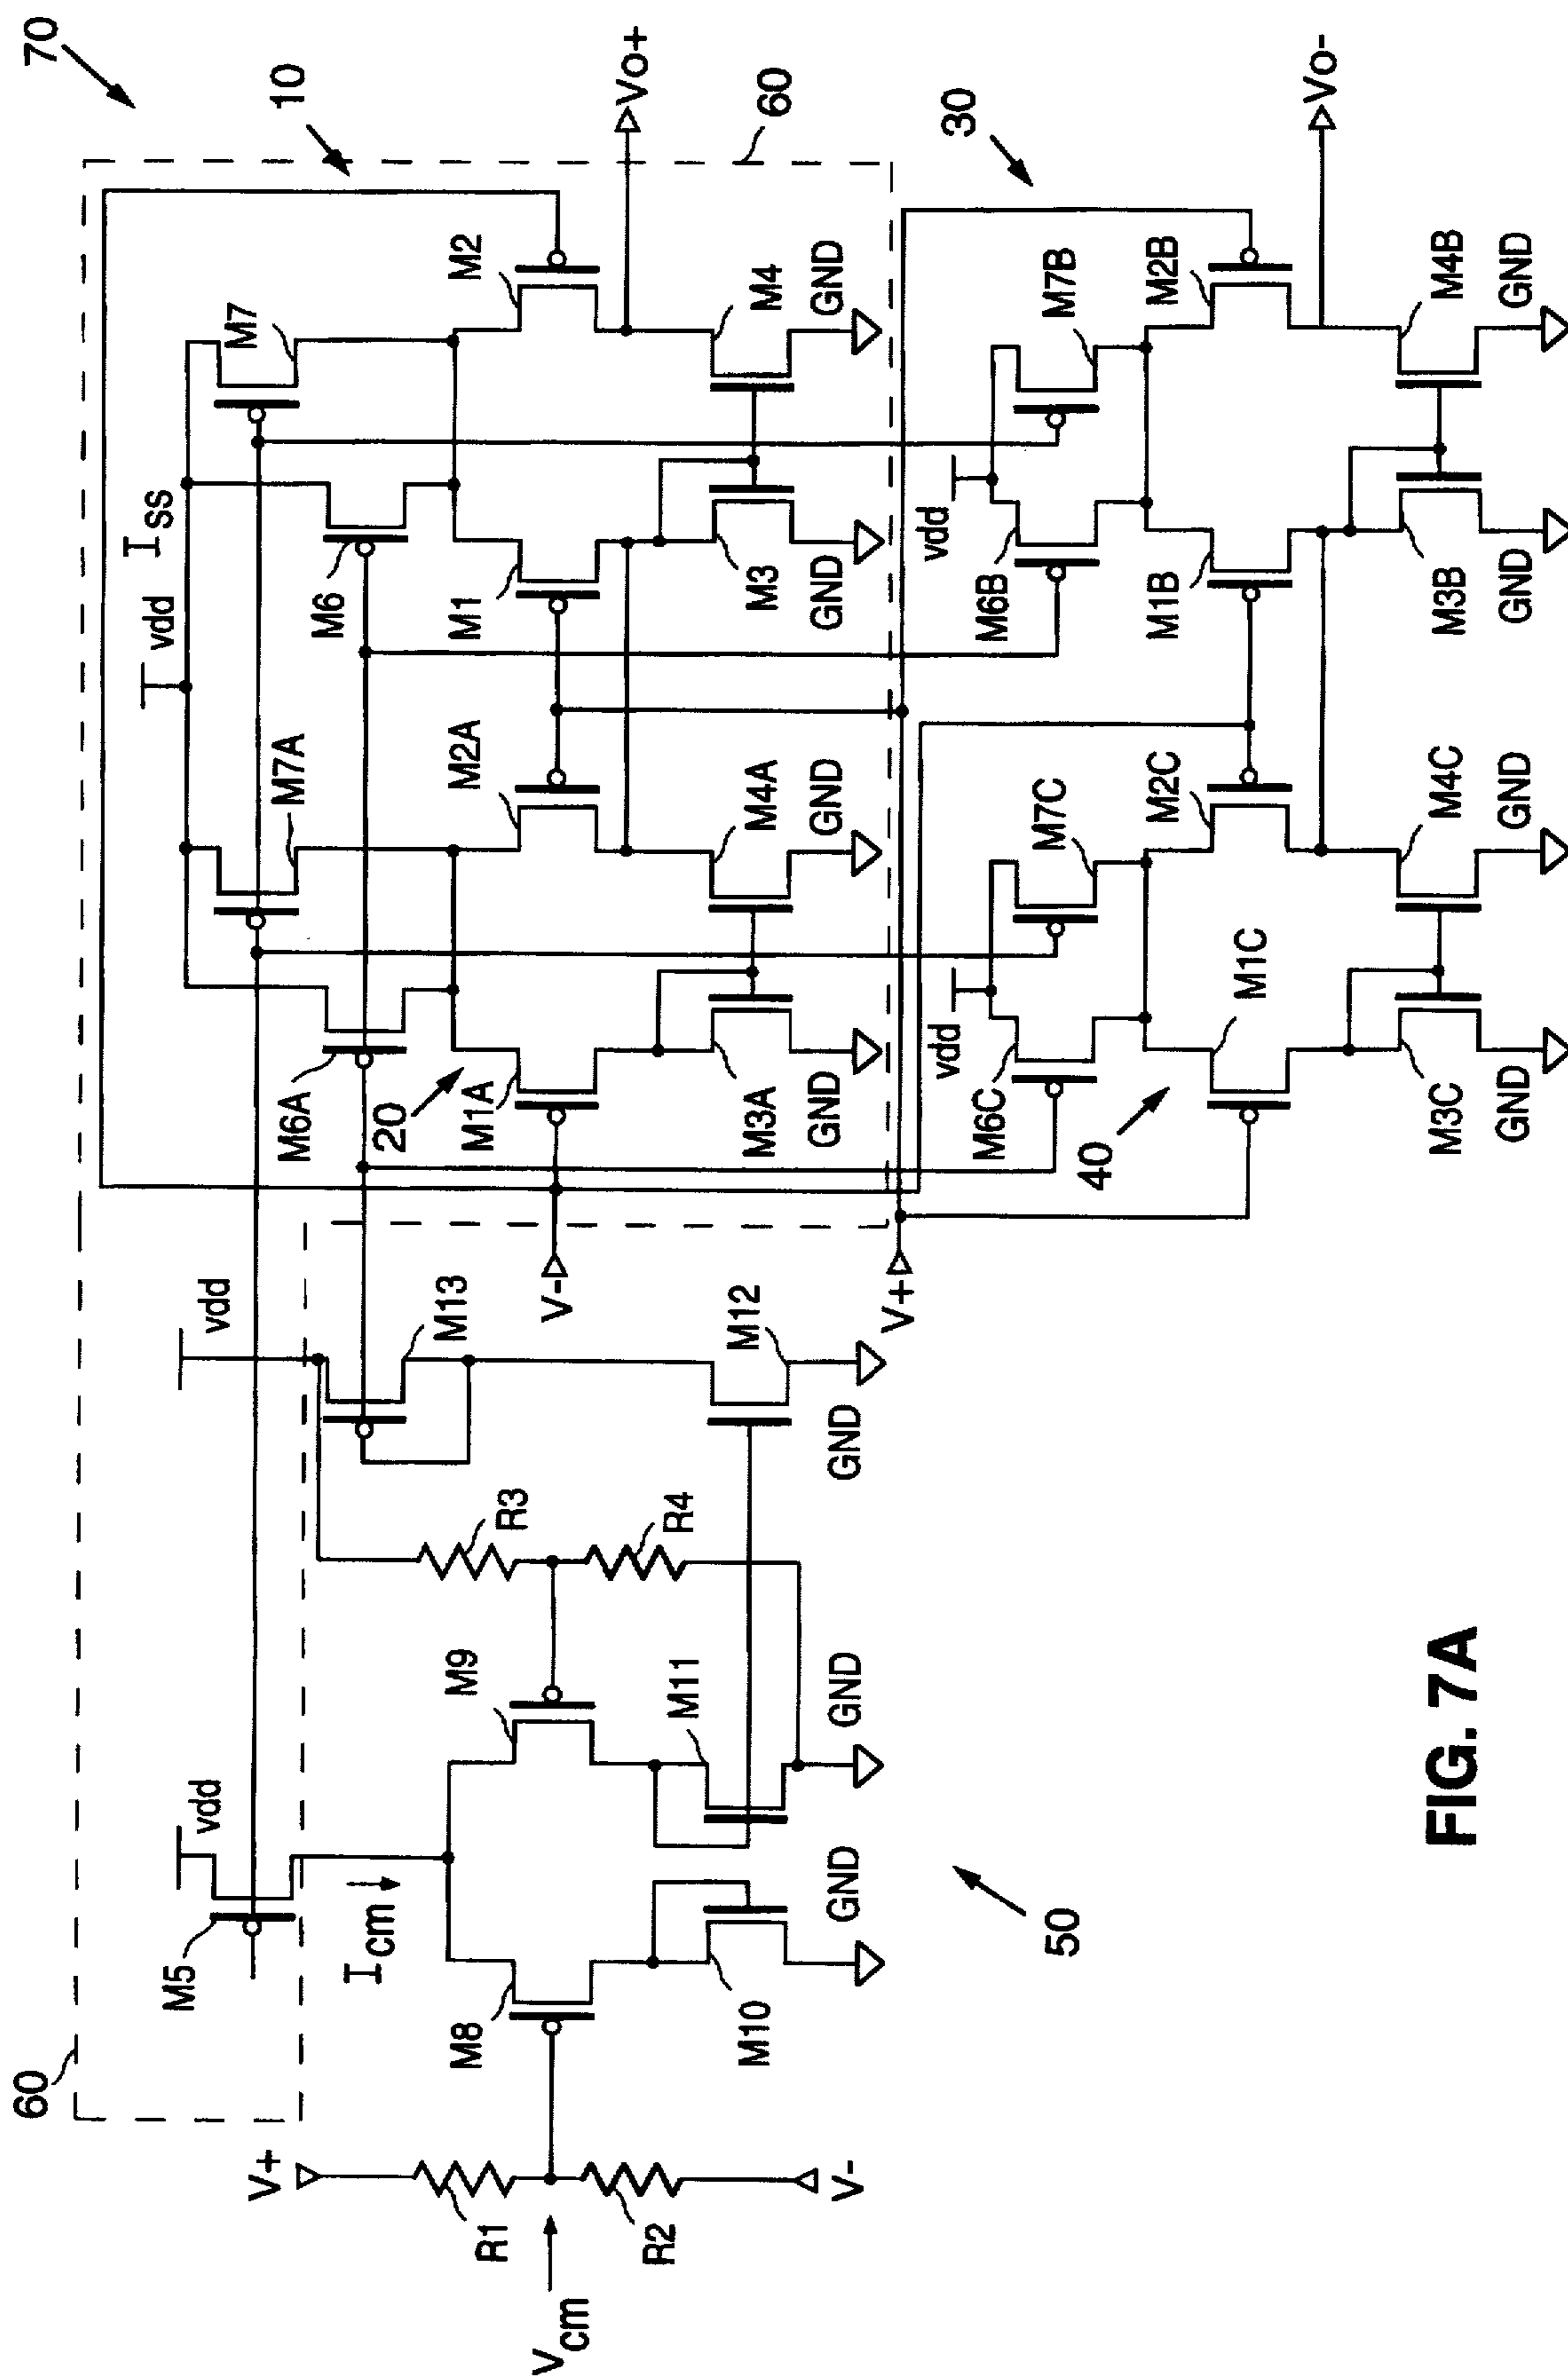 70
60
10
60
vdd
ISS
M7A
M7
M6A
M6
20
M1A
M2A
M1
M2
Vo+
M3A
GND
M4A
GND
M3
GND
M4
GND
M5
vdd
Icm
vdd
M13
V+
R1
Vcm
R2
V-
M8
M9
R3
R4
M10
GND
M11
GND
M12
GND
50
V-
V+
30
vdd
M6C
M7C
vdd
M6B
M7B
40
M1C
M2C
M1B
M2B
Vo-
M3C
GND
M4C
GND
M3B
GND
M4B
GND
FIG. 7A